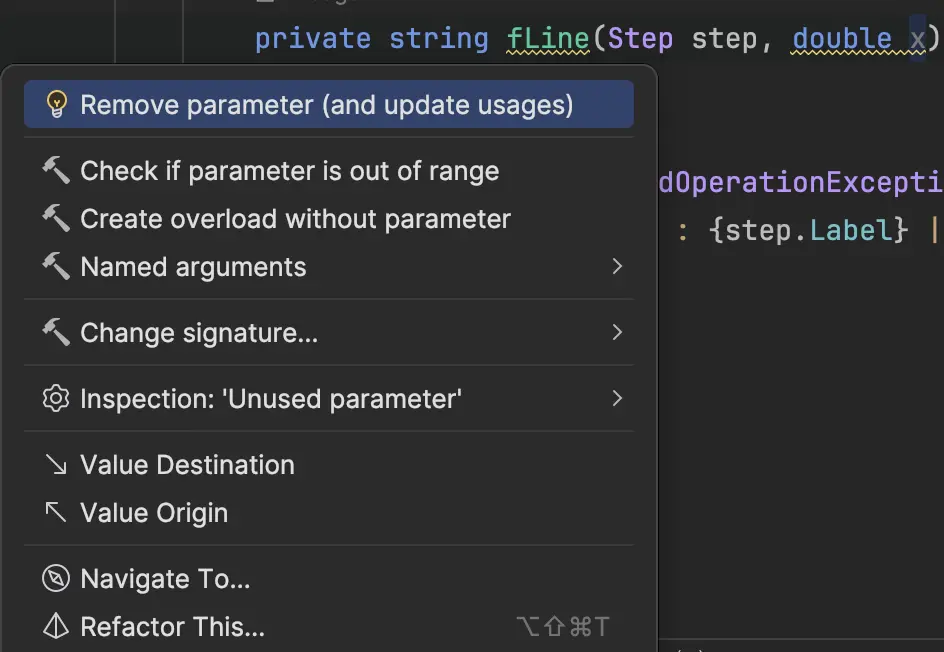 private string fLine(Step step, double x)
Remove parameter (and update usages)
Check if parameter is out of range
dOperationExcepti
Create overload without parameter
: {step.Label} |
Named arguments
Change signature...
Inspection: 'Unused parameter'
Value Destination
Value Origin
Navigate To...
Refactor This... ⌥⇧⌘T